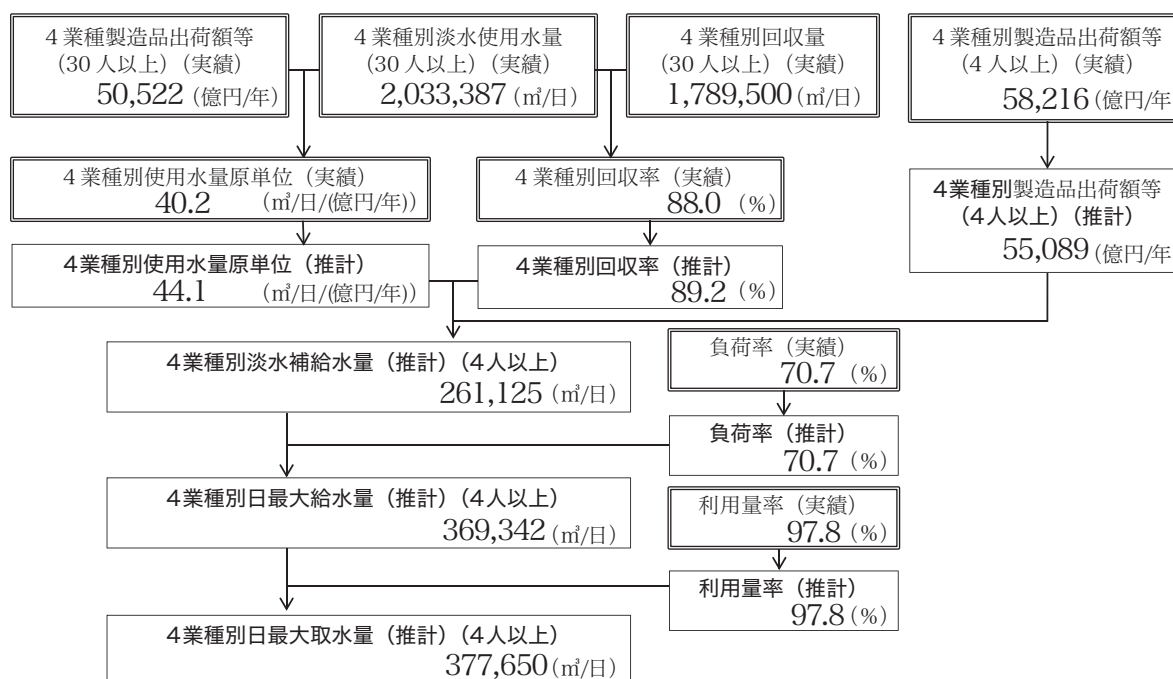 4業種製造品出荷額等
（30人以上）（実績）
50,522（億円/年）
4業種別淡水使用水量
（30人以上）（実績）
2,033,387（㎥/日）
4業種別回収量
（30人以上）（実績）
1,789,500（㎥/日）
4業種別製造品出荷額等
（4人以上）（実績）
58,216（億円/年
4業種別使用水量原単位（実績）
40.2 （㎥/日/(億円/年)）
4業種別回収率（実績）
88.0（%）
4業種別製造品出荷額等
（4人以上）（推計）
55,089（億円/年
4業種別使用水量原単位（推計）
44.1 （㎥/日/(億円/年)）
4業種別回収率（推計）
89.2（%）
4業種別淡水補給水量（推計）（4人以上）
261,125（㎥/日）
負荷率（実績）
70.7（%）
負荷率（推計）
70.7（%）
4業種別日最大給水量（推計）（4人以上）
369,342（㎥/日）
利用量率（実績）
97.8（%）
利用量率（推計）
97.8（%）
4業種別日最大取水量（推計）（4人以上）
377,650（㎥/日）